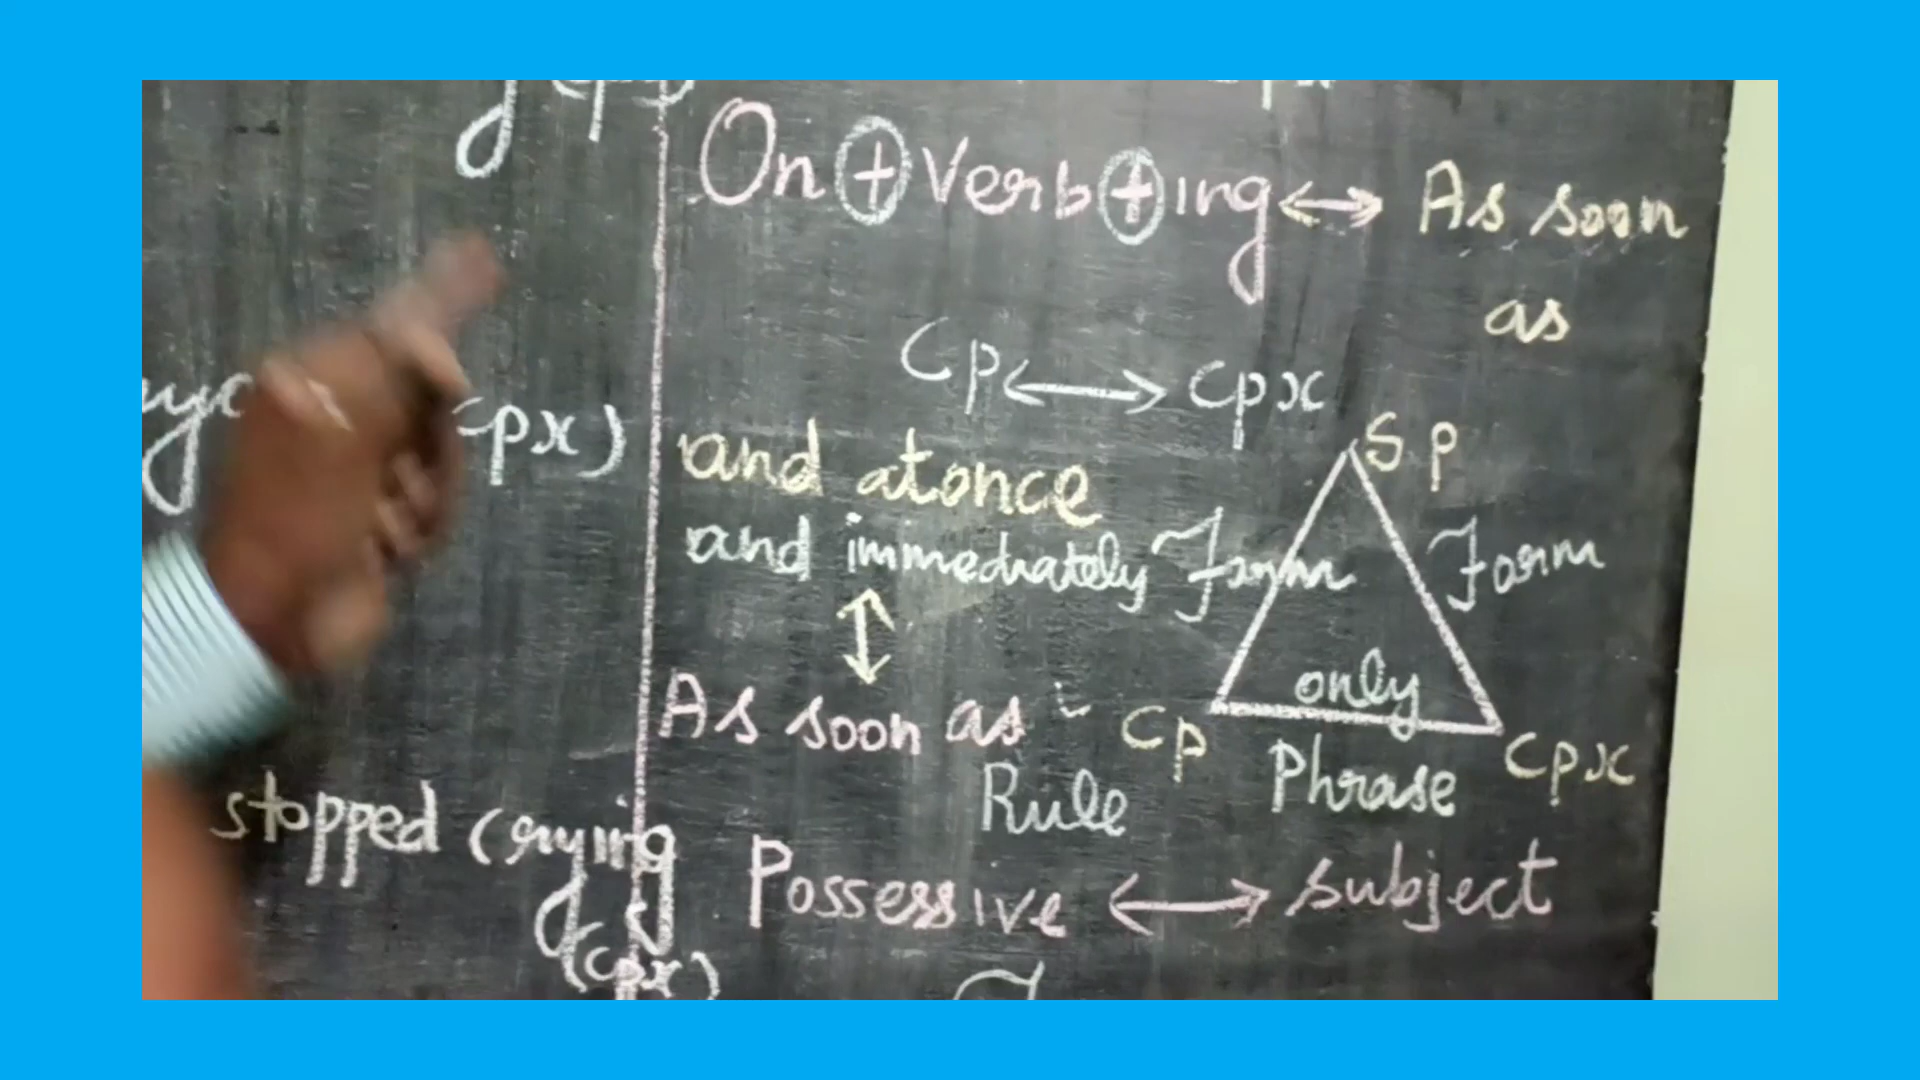 On + Verb + ing ↔ As soon
as
Cp ↔ Cpx
cpx)
and atonce
and immediately
Sp
Form
Form
only
As soon as
Cp
Phrase
Cpx
Rule
stopped crying
(cpx)
Possessive ↔ subject